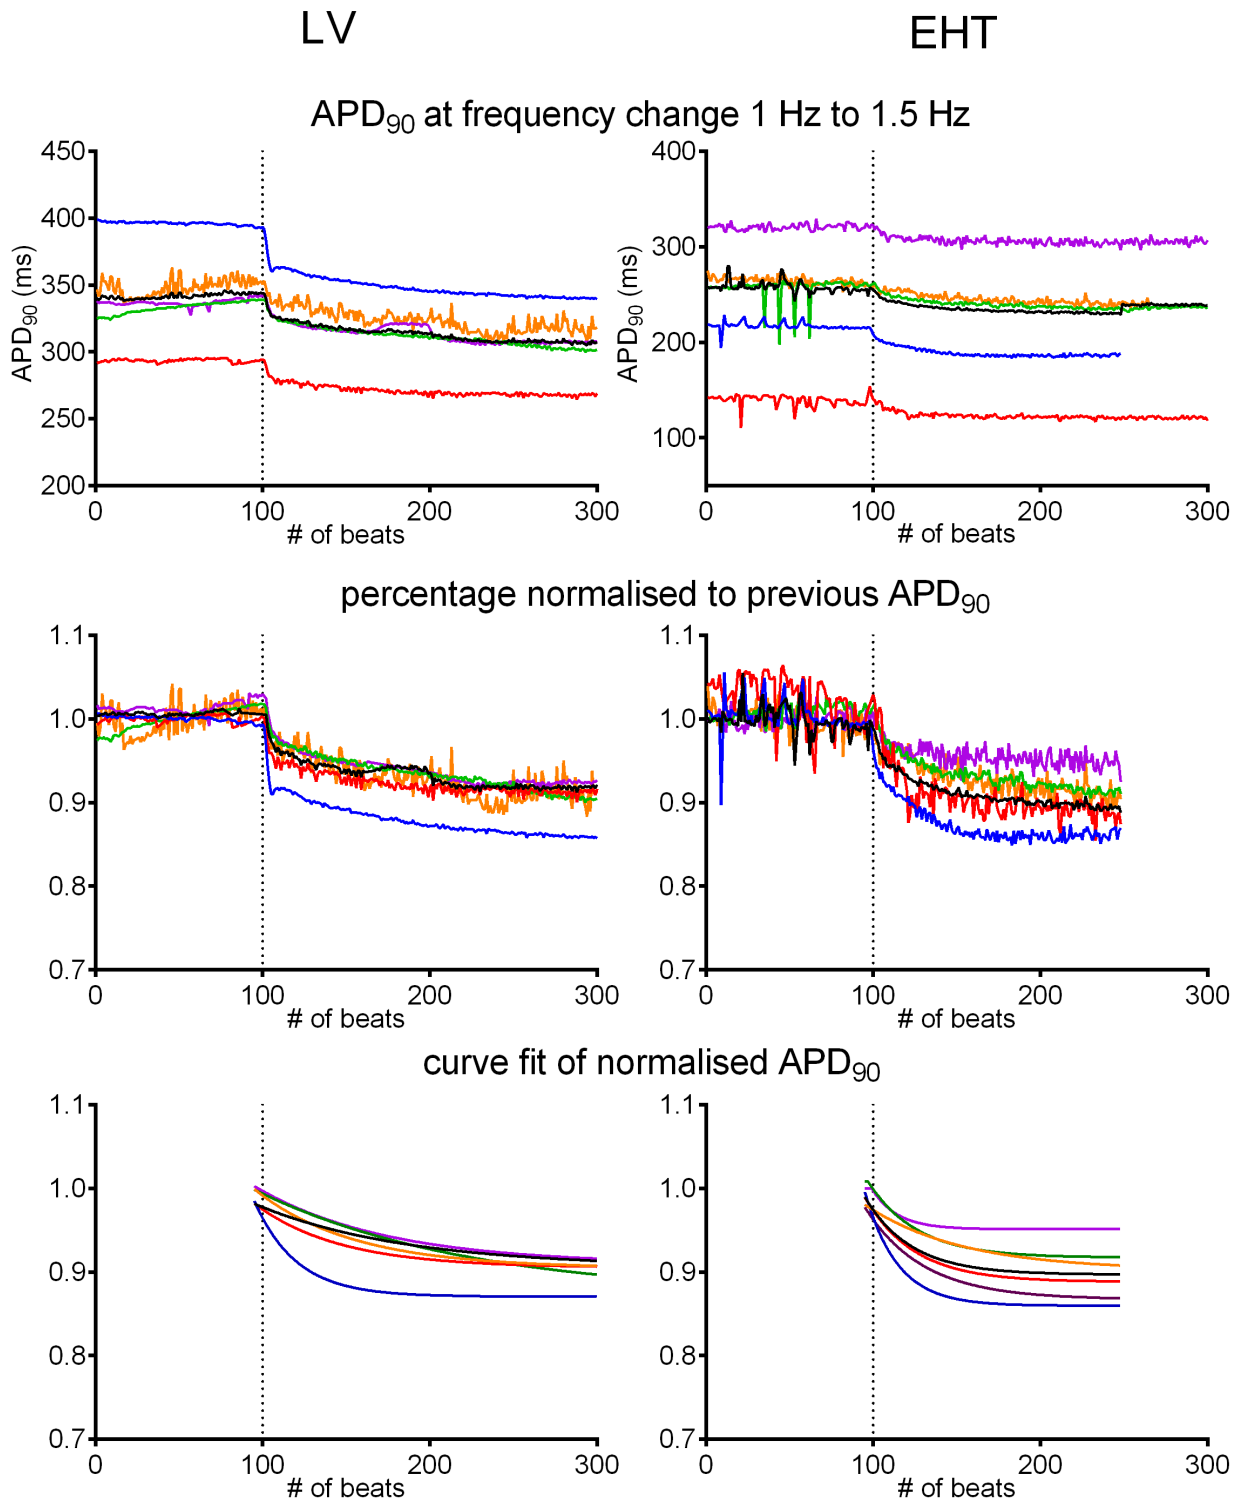 LV EHT
APD90 at frequency change 1 Hz to 1.5 Hz
450 400
400
350 300
300 200
250 100
200
APD90 (ms) APD90 (ms)
0 100 200 300 0 100 200 300
# of beats # of beats
percentage normalised to previous APD90
1.1 1.1
1.0 1.0
0.9 0.9
0.8 0.8
0.7 0.7
0 100 200 300 0 100 200 300
# of beats # of beats
curve fit of normalised APD90
1.1 1.1
1.0 1.0
0.9 0.9
0.8 0.8
0.7 0.7
0 100 200 300 0 100 200 300
# of beats # of beats